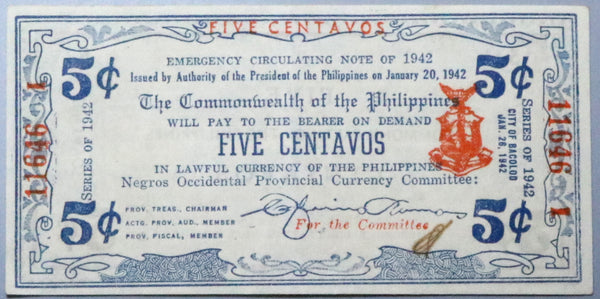 FIVE CENTAVOS
EMERGENCY CIRCULATING NOTE OF 1942
Issued by Authority of the President of the Philippines on January 20, 1942
5¢
5¢
The Commonwealth of the Philippines
WILL PAY TO THE BEARER ON DEMAND
FIVE CENTAVOS
IN LAWFUL CURRENCY OF THE PHILIPPINES
Negros Occidental Provincial Currency Committee:
PROV. TREAS., CHAIRMAN
ACTG. PROV. AUD., MEMBER
PROV. FISCAL, MEMBER
For the Committee
5¢
5¢
11646 1
SERIES OF 1942
CITY OF BACOLOD
JAN. 26, 1942
SERIES OF 1942
11646 1